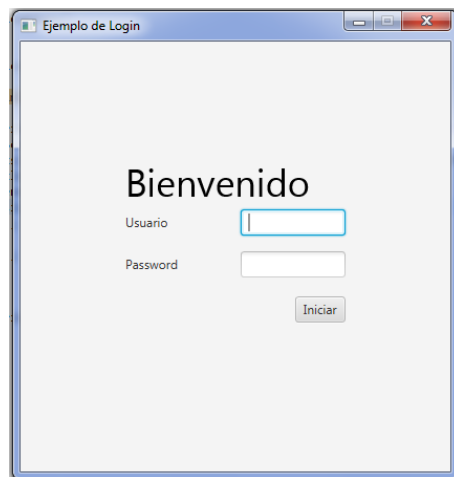 Ejemplo de Login
Bienvenido
Usuario
Password
Iniciar